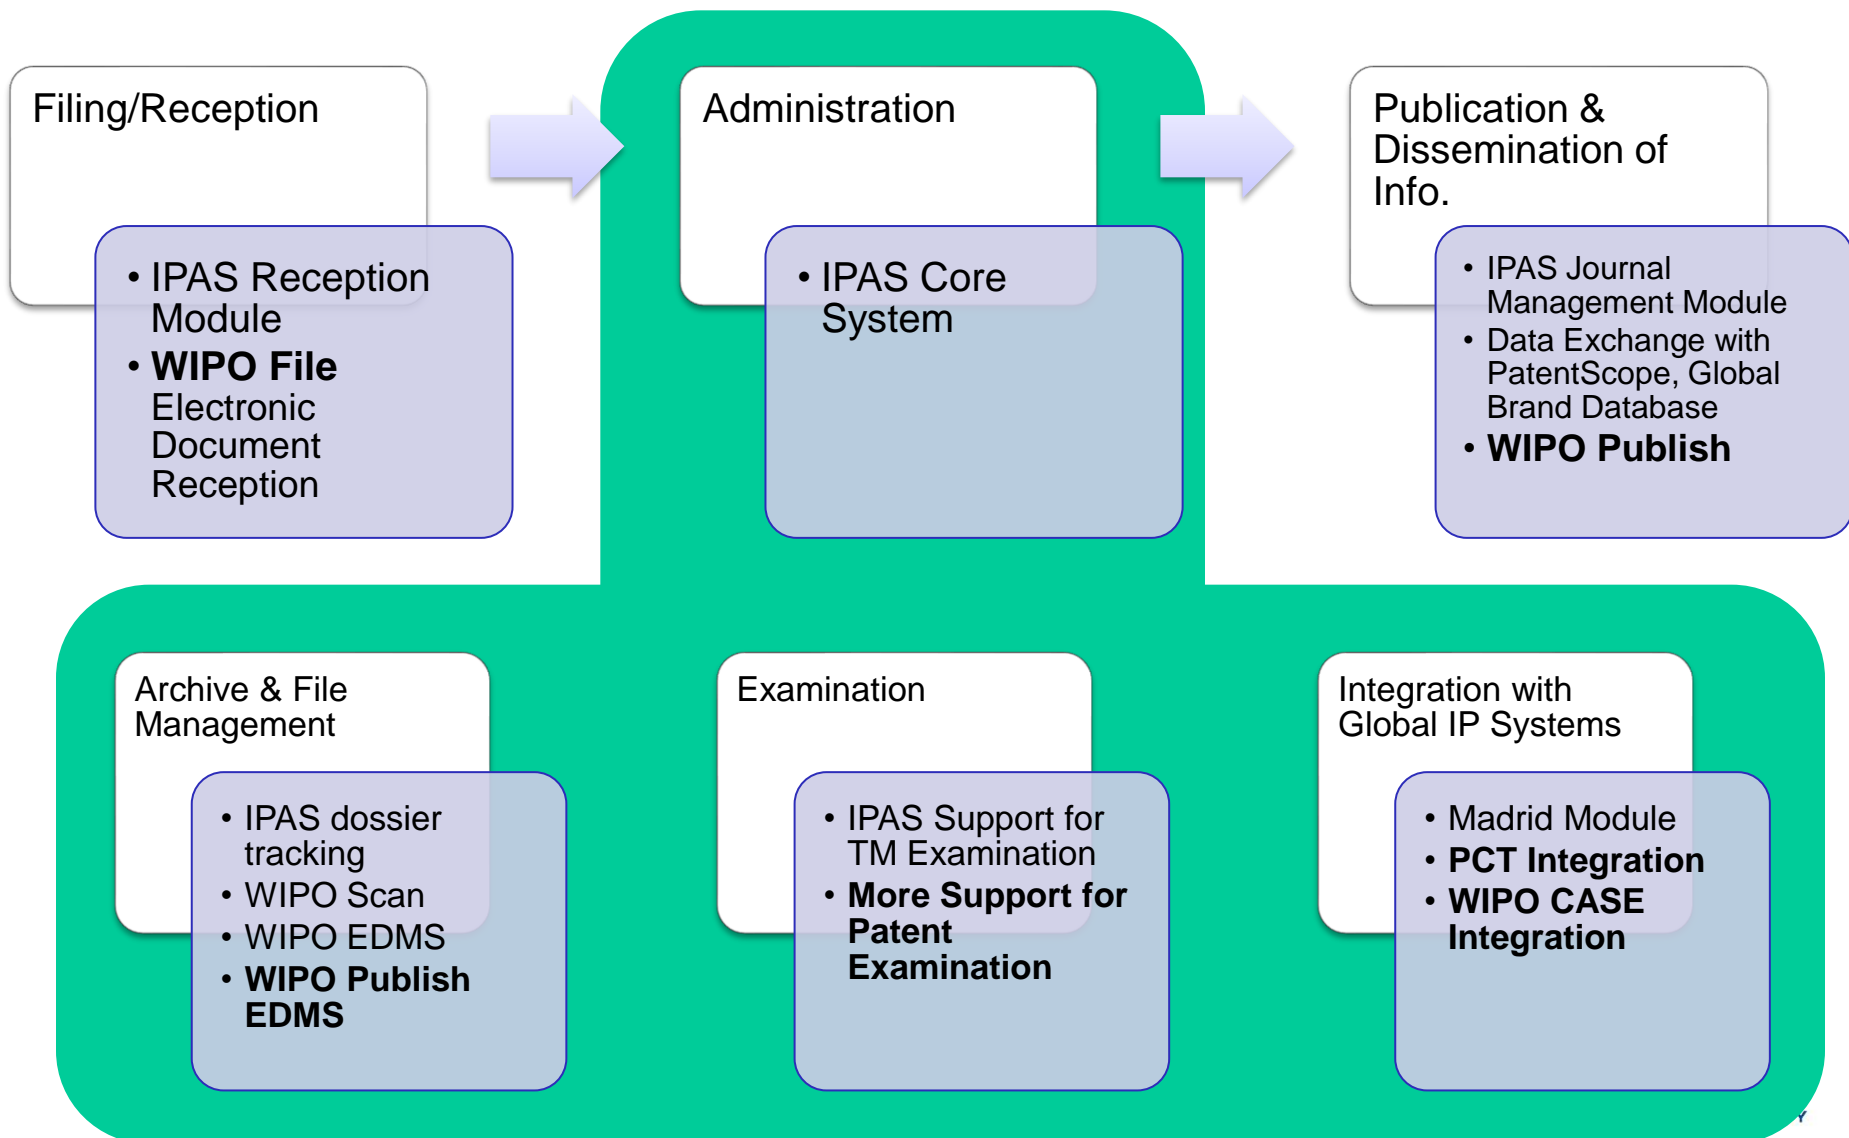 Filing/Reception
• IPAS Reception
Module
• WIPO File
Electronic
Document
Reception
Administration
• IPAS Core
System
Publication &
Dissemination of
Info.
• IPAS Journal
Management Module
• Data Exchange with
PatentScope, Global
Brand Database
• WIPO Publish
Archive & File
Management
• IPAS dossier
tracking
• WIPO Scan
• WIPO EDMS
• WIPO Publish
EDMS
Examination
• IPAS Support for
TM Examination
• More Support for
Patent
Examination
Integration with
Global IP Systems
• Madrid Module
• PCT Integration
• WIPO CASE
Integration
Y